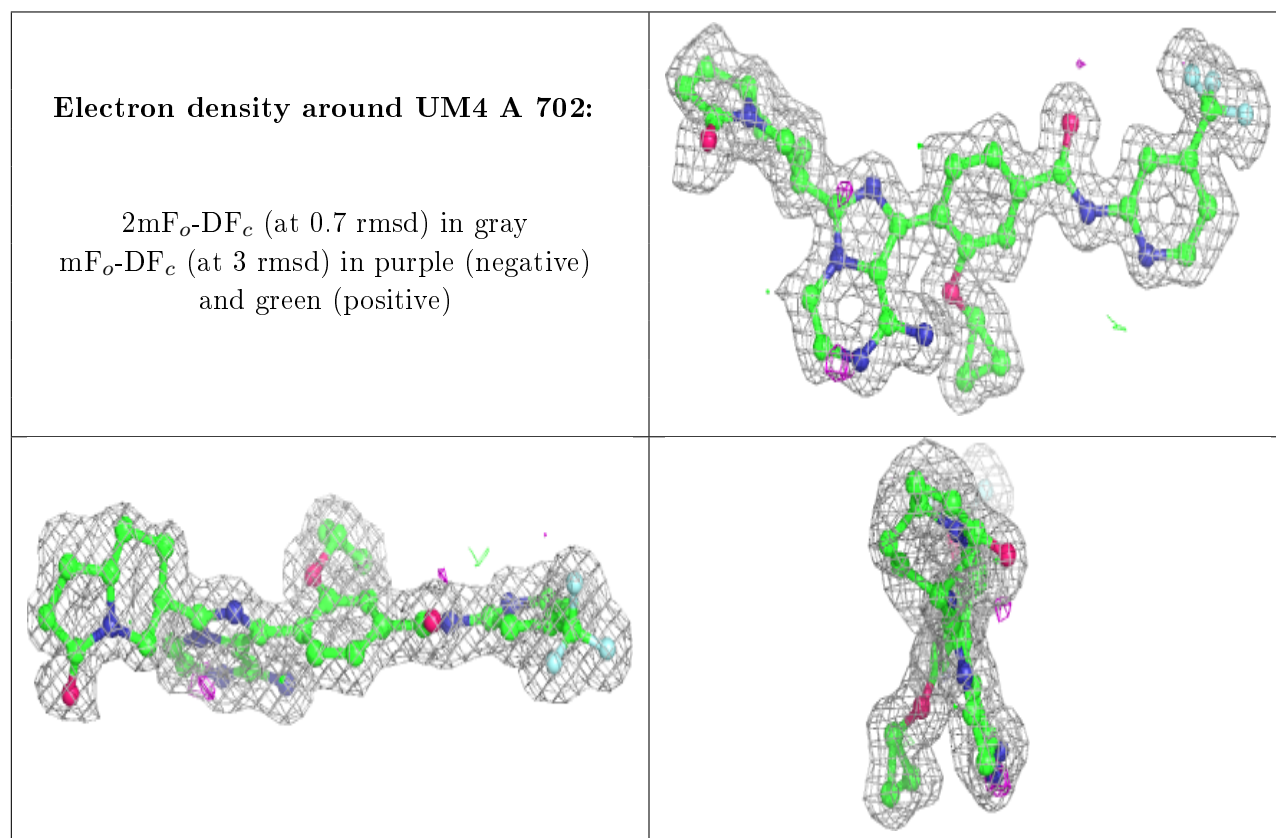 Electron density around UM4 A 702:
2mFₒ-DF𝒸 (at 0.7 rmsd) in gray
mFₒ-DF𝒸 (at 3 rmsd) in purple (negative)
and green (positive)